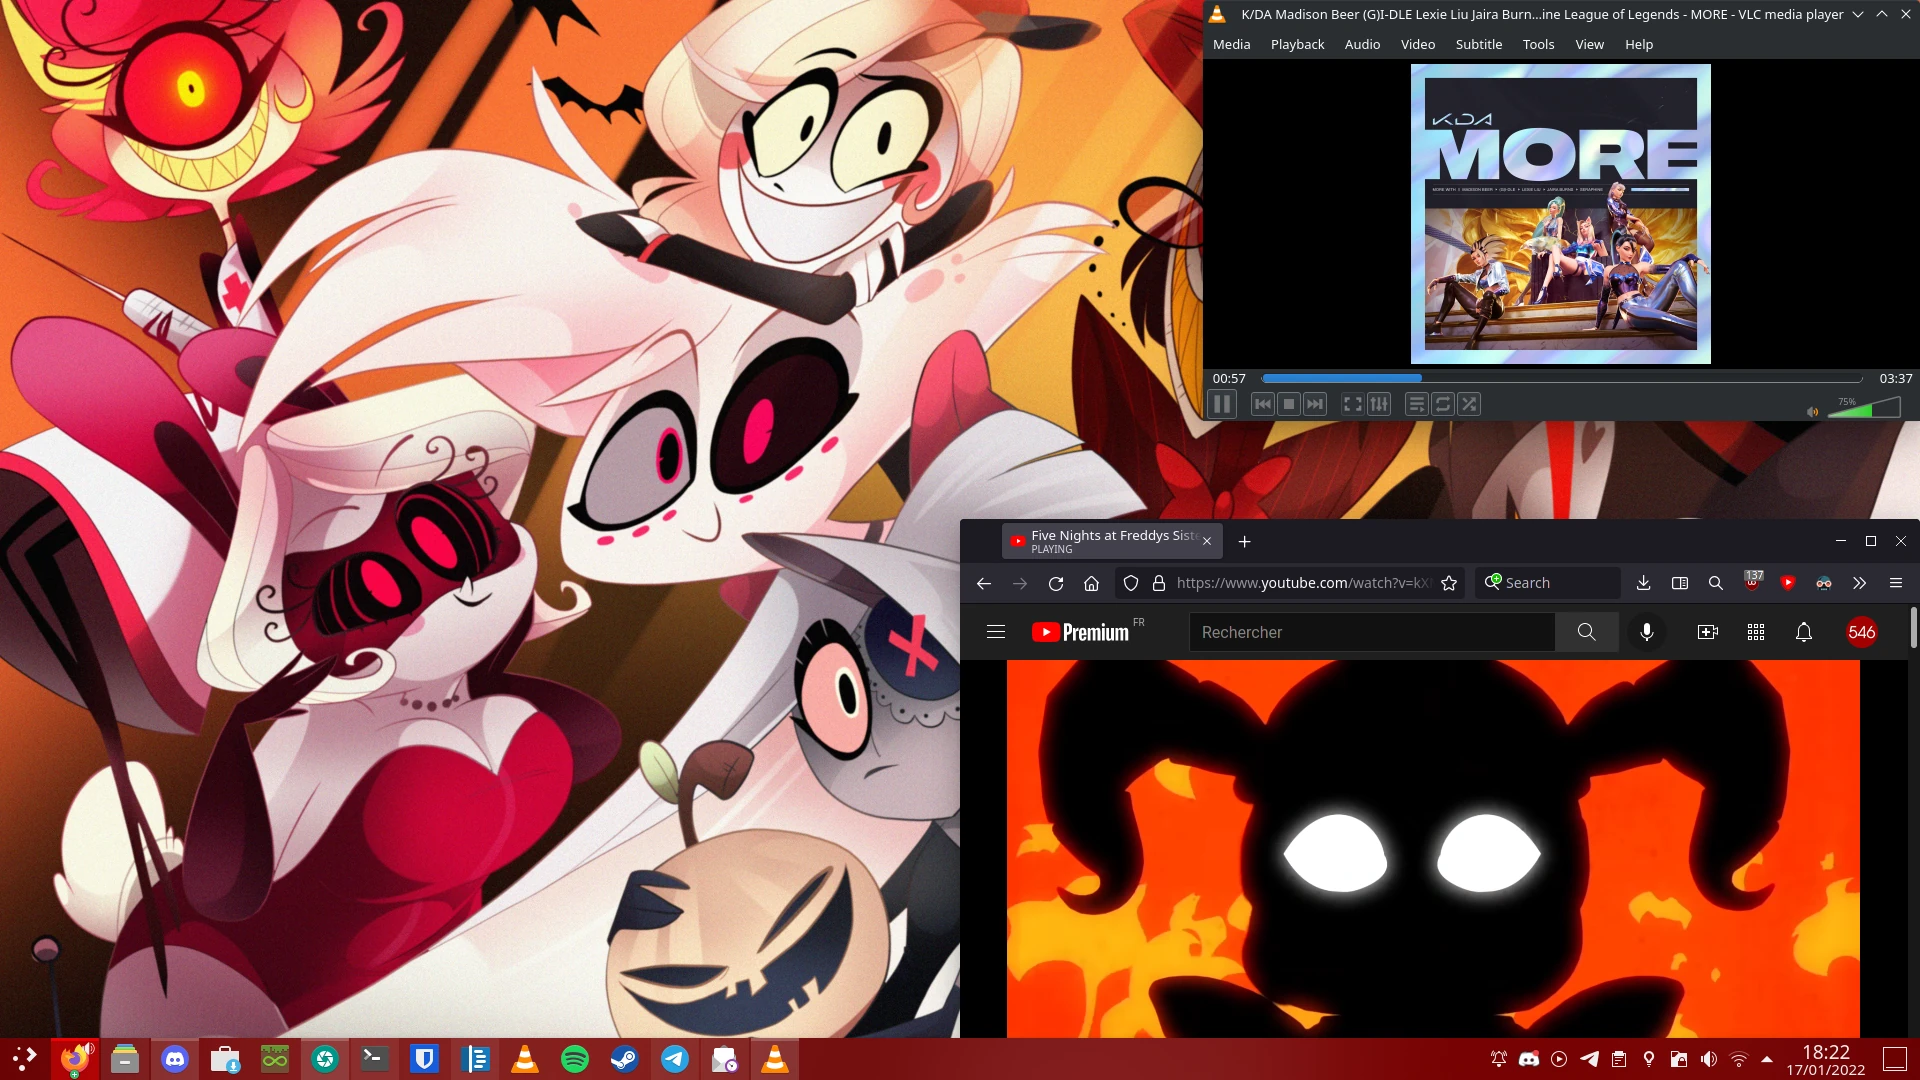 K/DA Madison Beer (G)I-DLE Lexie Liu Jaira Burn...ine League of Legends - MORE - VLC media player
Media Playback Audio Video Subtitle Tools View Help
K/DA
MORE
00:57
03:37
75%
Five Nights at Freddys Siste
PLAYING
https://www.youtube.com/watch?v=kX
Search
137
Premium FR
Rechercher
546
18:22
17/01/2022